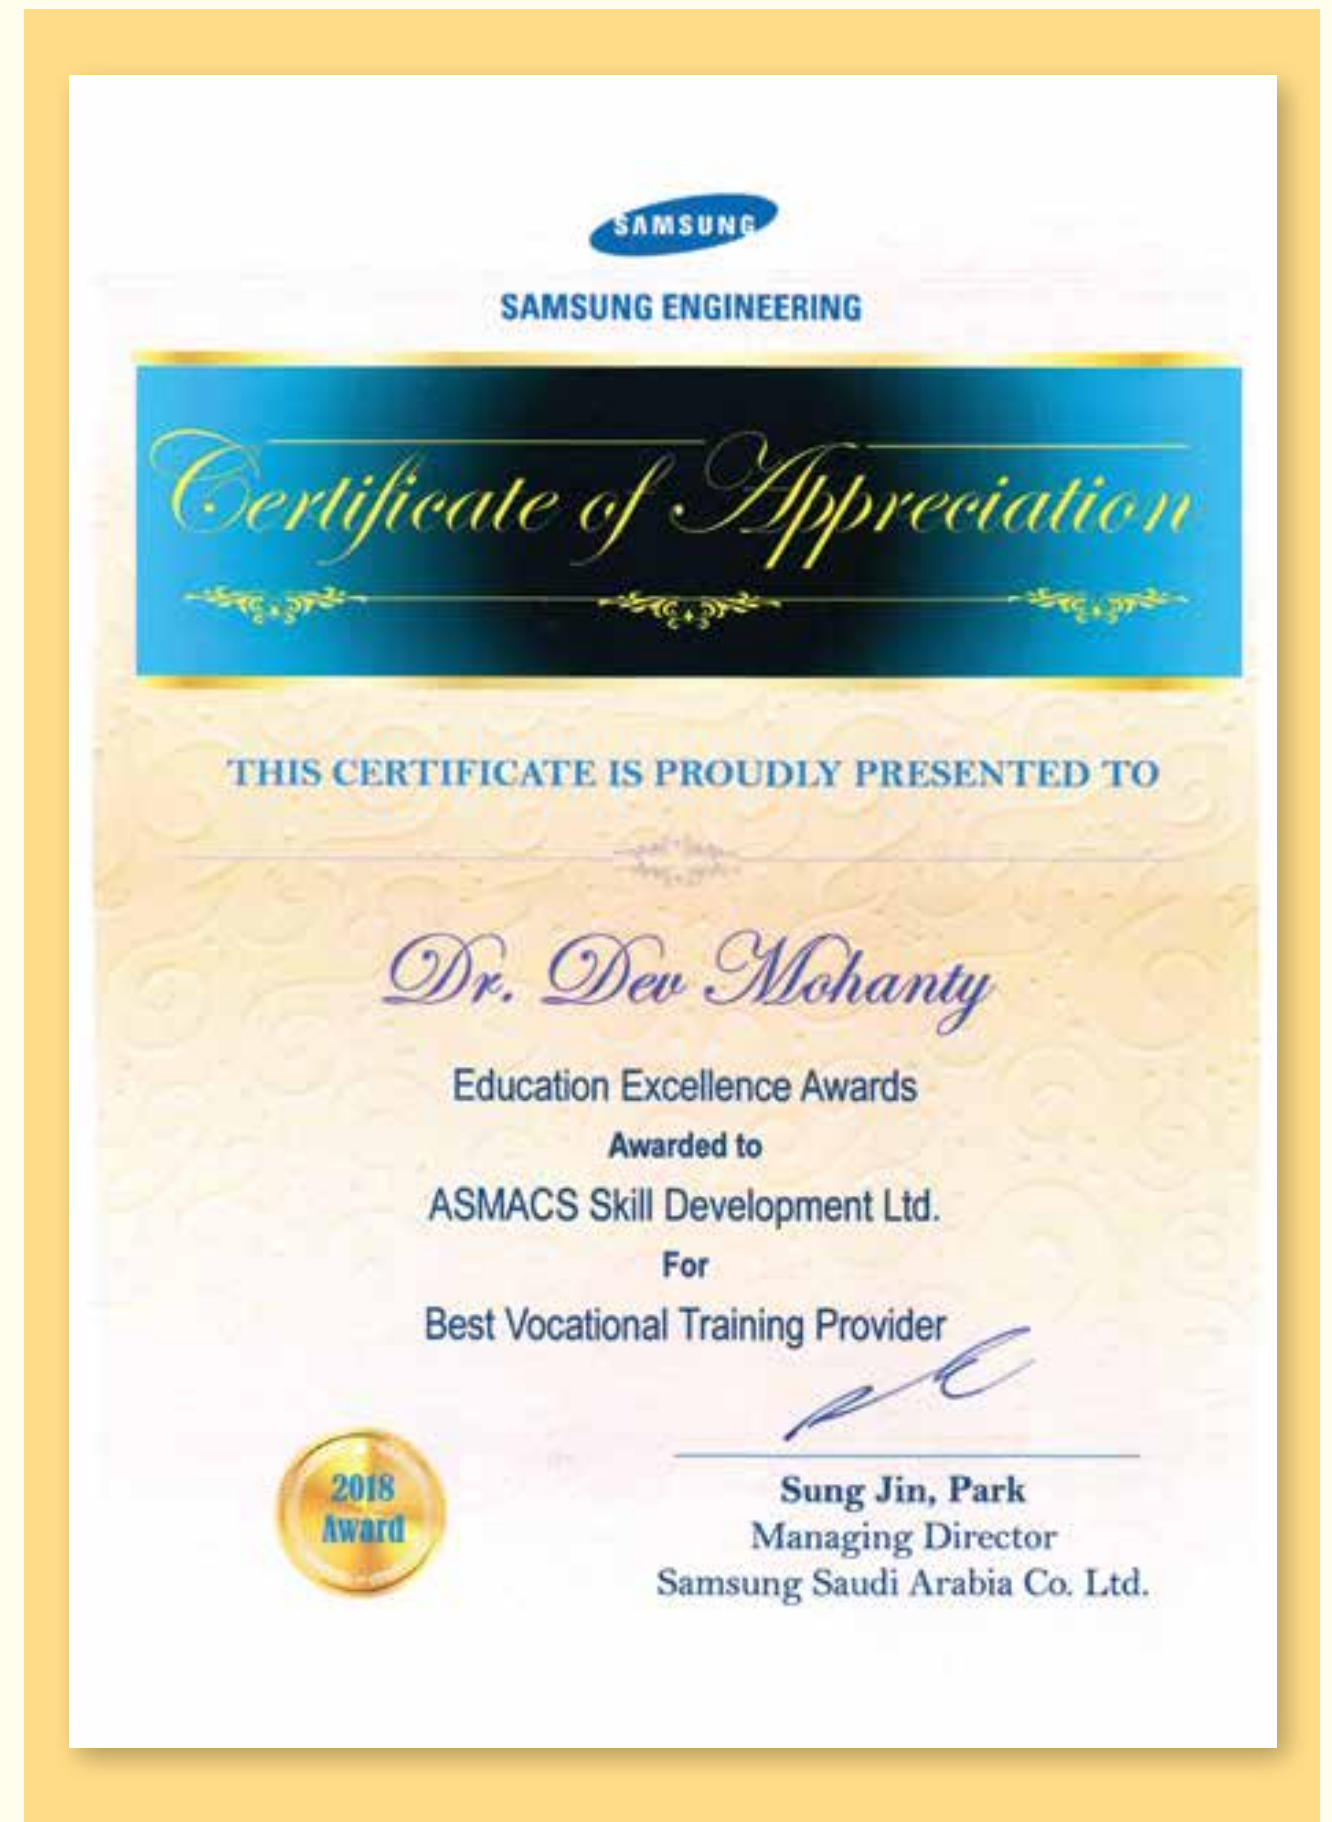 SAMSUNG
SAMSUNG ENGINEERING
Certificate of Appreciation
THIS CERTIFICATE IS PROUDLY PRESENTED TO
Dr. Dev Mohanty
Education Excellence Awards
Awarded to
ASMACS Skill Development Ltd.
For
Best Vocational Training Provider
2018
Award
Sung Jin, Park
Managing Director
Samsung Saudi Arabia Co. Ltd.